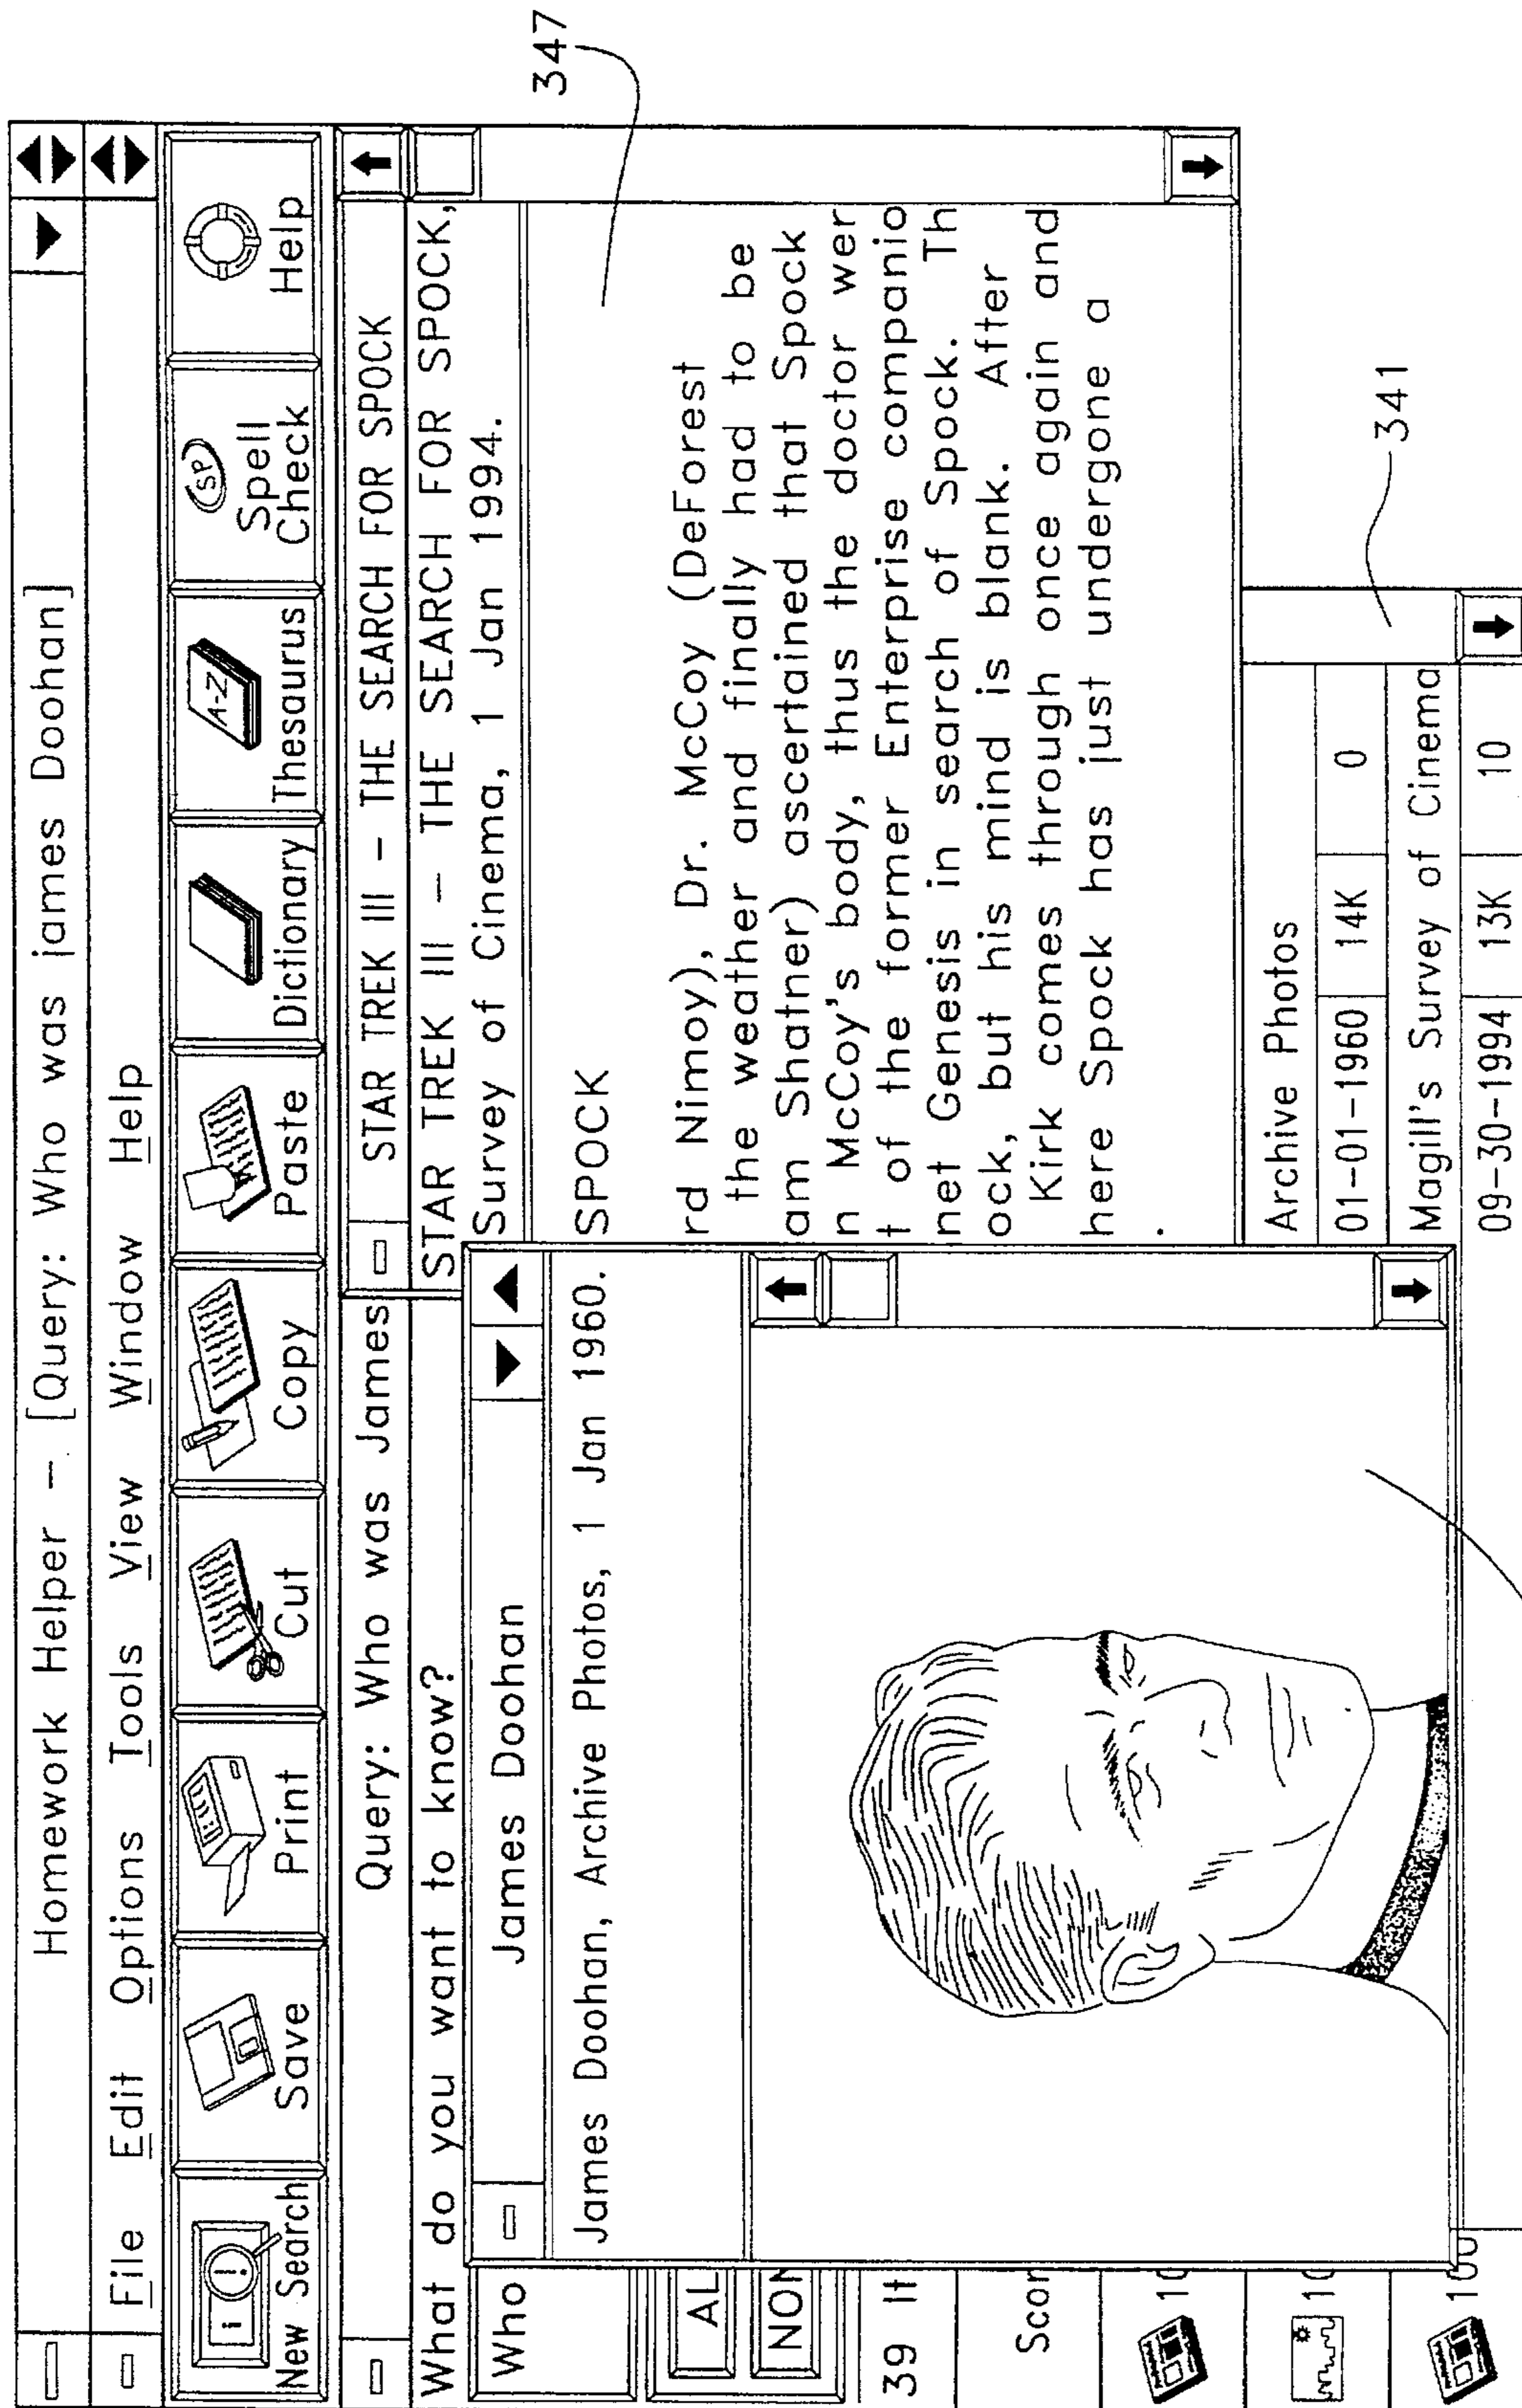 Homework Helper - [Query: Who was james Doohan]
File Edit Options Tools View Window Help
New Search Save Print Cut Copy Paste Dictionary Thesaurus Spell Check Help
A-Z
SP
Query: Who was James
STAR TREK III - THE SEARCH FOR SPOCK
What do you want to know?
STAR TREK III - THE SEARCH FOR SPOCK,
Survey of Cinema, 1 Jan 1994.
Who
James Doohan
James Doohan, Archive Photos, 1 Jan 1960.
SPOCK
347
rd Nimoy), Dr. McCoy (DeForest
the weather and finally had to be
am Shatner) ascertained that Spock
n McCoy's body, thus the doctor wer
t of the former Enterprise companio
net Genesis in search of Spock. Th
ock, but his mind is blank. After
Kirk comes through once again and
here Spock has just undergone a
.
AL
NON
39 It
Scor
10
10
100
Archive Photos
01-01-1960 14K 0
Magill's Survey of Cinema
09-30-1994 13K 10
341